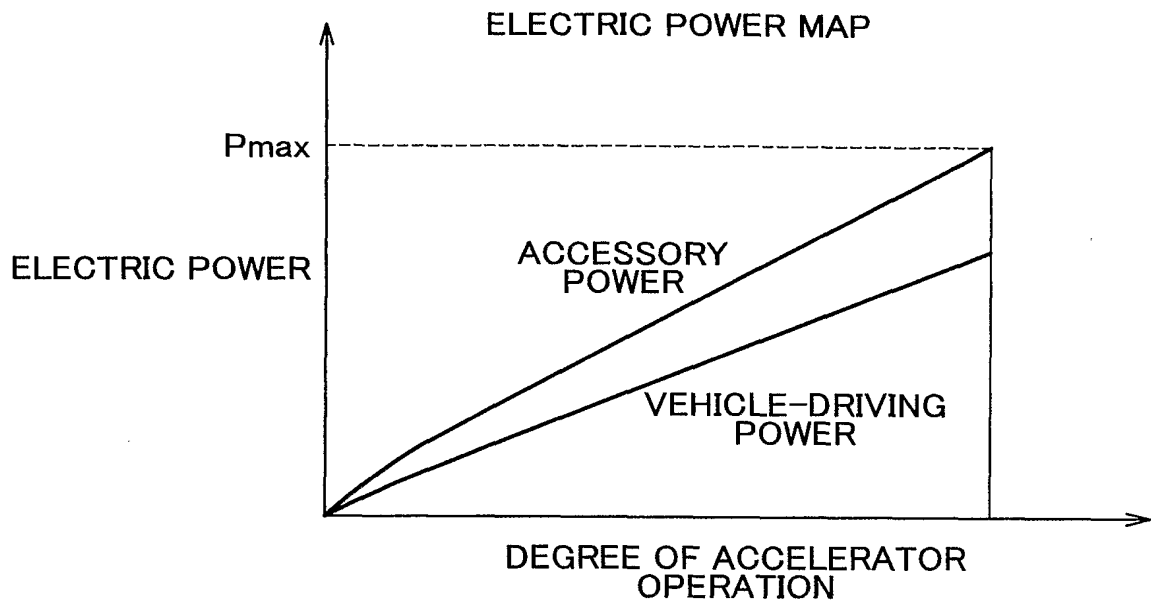 ELECTRIC POWER MAP
Pmax
ELECTRIC POWER
ACCESSORY
POWER
VEHICLE-DRIVING
POWER
DEGREE OF ACCELERATOR
OPERATION